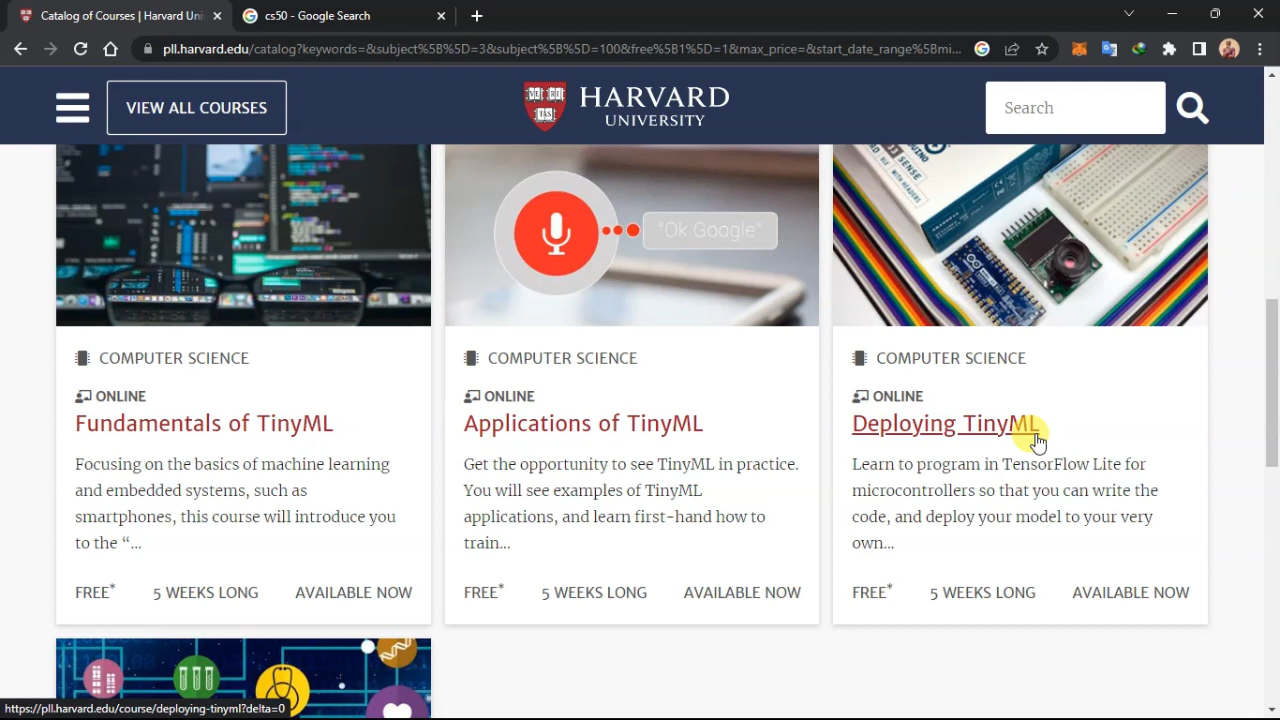 Catalog of Courses | Harvard Uni
cs50 - Google Search
pll.harvard.edu/catalog?keywords=&subject%5B%5D=3&subject%5B%5D=100&free%5B1%5D=1&max_price=&start_date_range%5Bmi...
VIEW ALL COURSES
HARVARD
UNIVERSITY
Search
"Ok Google"
COMPUTER SCIENCE
ONLINE
Fundamentals of TinyML
Focusing on the basics of machine learning
and embedded systems, such as
smartphones, this course will introduce you
to the “...
FREE*
5 WEEKS LONG
AVAILABLE NOW
COMPUTER SCIENCE
ONLINE
Applications of TinyML
Get the opportunity to see TinyML in practice.
You will see examples of TinyML
applications, and learn first-hand how to
train...
FREE*
5 WEEKS LONG
AVAILABLE NOW
COMPUTER SCIENCE
ONLINE
Deploying TinyML
Learn to program in TensorFlow Lite for
microcontrollers so that you can write the
code, and deploy your model to your very
own...
FREE*
5 WEEKS LONG
AVAILABLE NOW
https://pll.harvard.edu/course/deploying-tinyml?delta=0